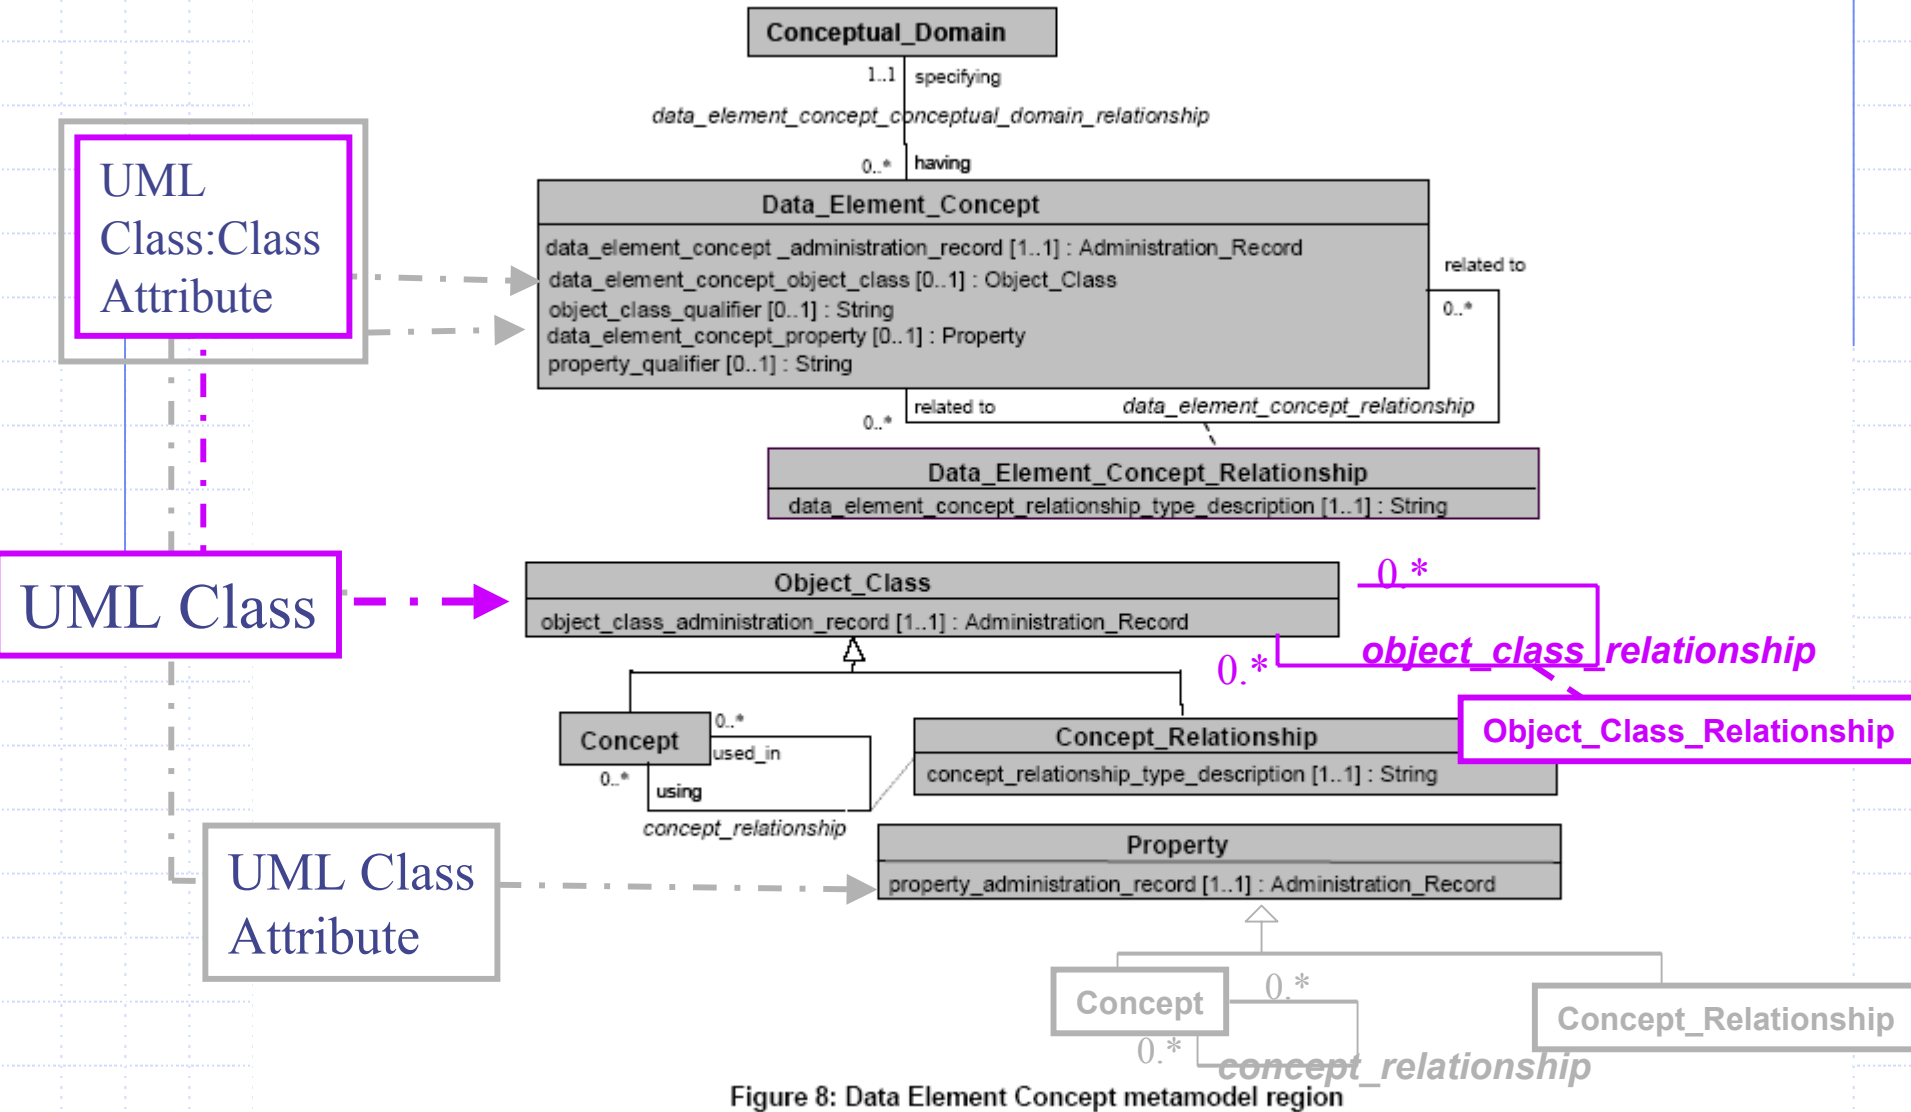 Conceptual_Domain
1..1 specifying
data_element_concept_conceptual_domain_relationship
0..* having
UML
Class:Class
Attribute
Data_Element_Concept
data_element_concept _administration_record [1..1] : Administration_Record
data_element_concept_object_class [0..1] : Object_Class
object_class_qualifier [0..1] : String
data_element_concept_property [0..1] : Property
property_qualifier [0..1] : String
related to
0..*
related to
0..*
data_element_concept_relationship
Data_Element_Concept_Relationship
data_element_concept_relationship_type_description [1..1] : String
UML Class
Object_Class
object_class_administration_record [1..1] : Administration_Record
0.*
0.*
object_class_relationship
Object_Class_Relationship
Concept
0..*
used_in
0..*
using
concept_relationship
Concept_Relationship
concept_relationship_type_description [1..1] : String
UML Class
Attribute
Property
property_administration_record [1..1] : Administration_Record
Concept
0.*
0.*
concept_relationship
Concept_Relationship
Figure 8: Data Element Concept metamodel region